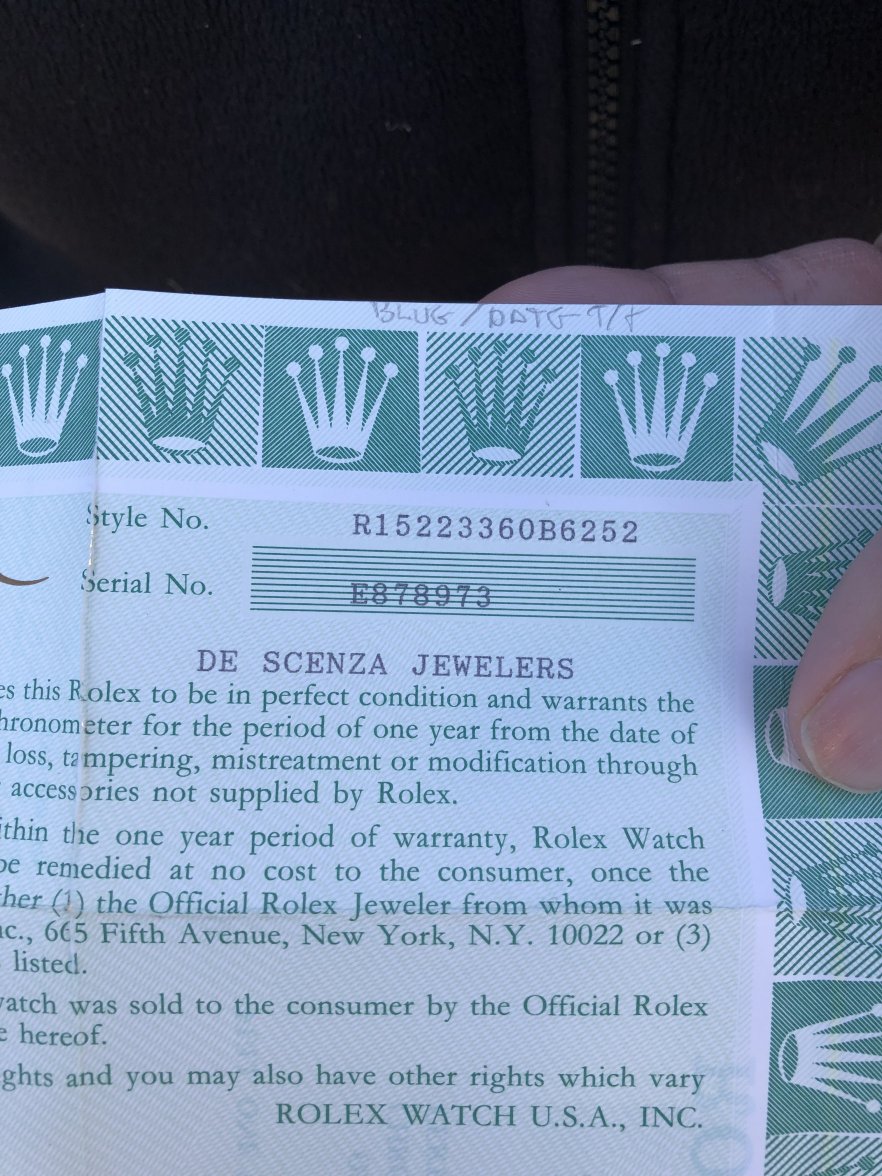 BLUG/DATG T/T
Style No. R15223360B6252
Serial No. E878973
DE SCENZA JEWELERS
es this Rolex to be in perfect condition and warrants the
hronometer for the period of one year from the date of
loss, tampering, mistreatment or modification through
accessories not supplied by Rolex.
ithin the one year period of warranty, Rolex Watch
be remedied at no cost to the consumer, once the
ther (1) the Official Rolex Jeweler from whom it was
nc., 665 Fifth Avenue, New York, N.Y. 10022 or (3)
listed.
watch was sold to the consumer by the Official Rolex
e hereof.
ghts and you may also have other rights which vary
ROLEX WATCH U.S.A., INC.